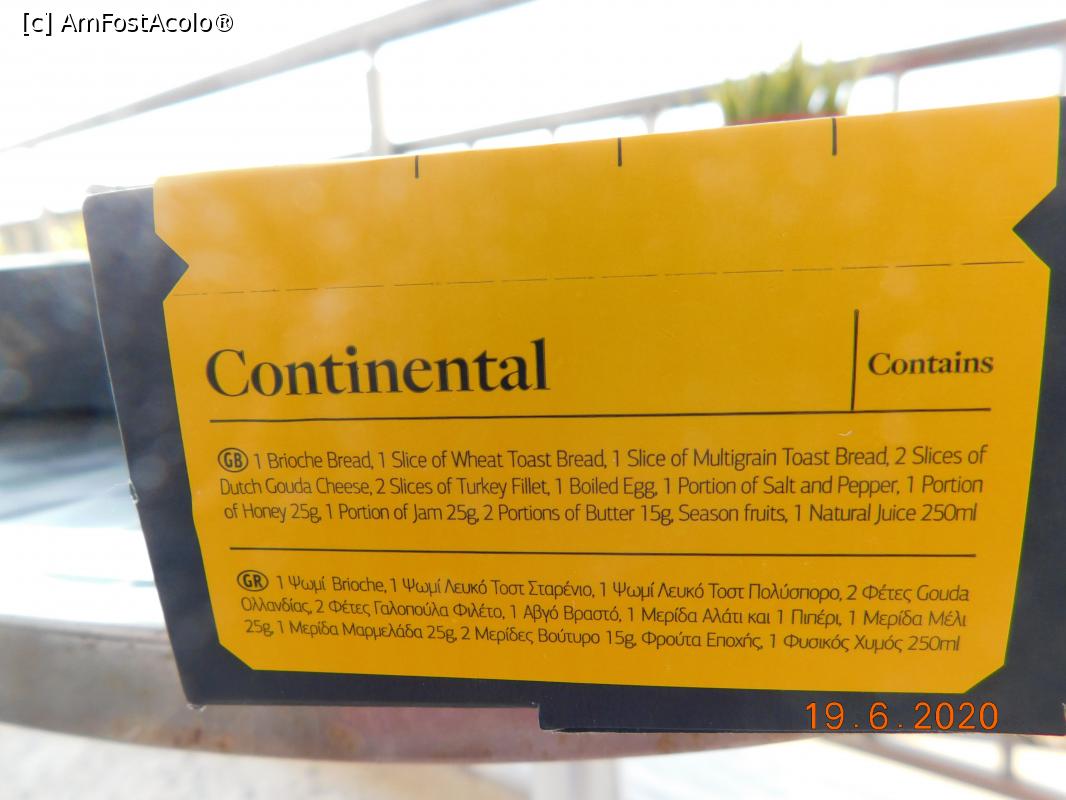 [c] AmFostAcolo®
Continental
Contains
GB 1 Brioche Bread, 1 Slice of Wheat Toast Bread, 1 Slice of Multigrain Toast Bread, 2 Slices of
Dutch Gouda Cheese, 2 Slices of Turkey Fillet, 1 Boiled Egg, 1 Portion of Salt and Pepper, 1 Portion
of Honey 25g, 1 Portion of Jam 25g, 2 Portions of Butter 15g, Season fruits, 1 Natural Juice 250ml
GR 1 Ψωμί Brioche, 1 Ψωμί Λευκό Τοστ Σταρένιο, 1 Ψωμί Λευκό Τοστ Πολύσπορο, 2 Φέτες Gouda
Ολλανδίας, 2 Φέτες Γαλοπούλα Φιλέτο, 1 Αβγό Βραστό, 1 Μερίδα Αλάτι και 1 Πιπέρι, 1 Μερίδα Μέλι
25g, 1 Μερίδα Μαρμελάδα 25g, 2 Μερίδες Βούτυρο 15g, Φρούτα Εποχής, 1 Φυσικός Χυμός 250ml
19.6.2020